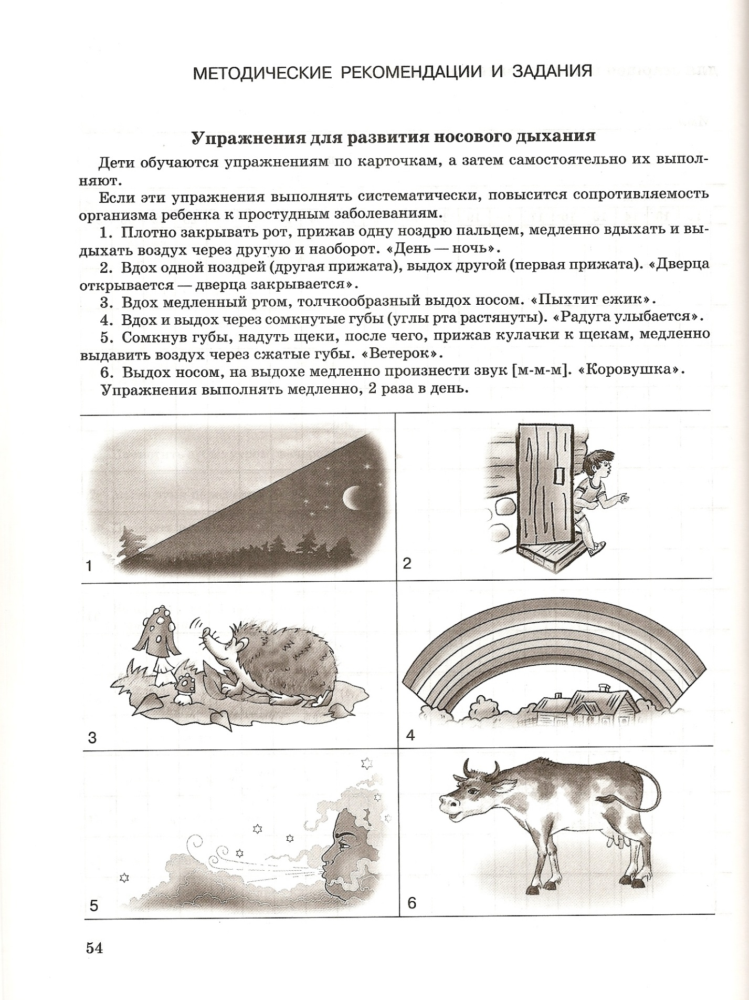 МЕТОДИЧЕСКИЕ РЕКОМЕНДАЦИИ И ЗАДАНИЯ
Упражнения для развития носового дыхания
Дети обучаются упражнениям по карточкам, а затем самостоятельно их выпол-
няют.
Если эти упражнения выполнять систематически, повысится сопротивляемость
организма ребенка к простудным заболеваниям.
1. Плотно закрывать рот, прижав одну ноздрю пальцем, медленно вдыхать и вы-
дыхать воздух через другую и наоборот. «День — ночь».
2. Вдох одной ноздрей (другая прижата), выдох другой (первая прижата). «Дверца
открывается — дверца закрывается».
3. Вдох медленный ртом, толчкообразный выдох носом. «Пыхтит ежик».
4. Вдох и выдох через сомкнутые губы (углы рта растянуты). «Радуга улыбается».
5. Сомкнув губы, надуть щеки, после чего, прижав кулачки к щекам, медленно
выдавить воздух через сжатые губы. «Ветерок».
6. Выдох носом, на выдохе медленно произнести звук [м-м-м]. «Коровушка».
Упражнения выполнять медленно, 2 раза в день.
1
2
3
4
5
6
54